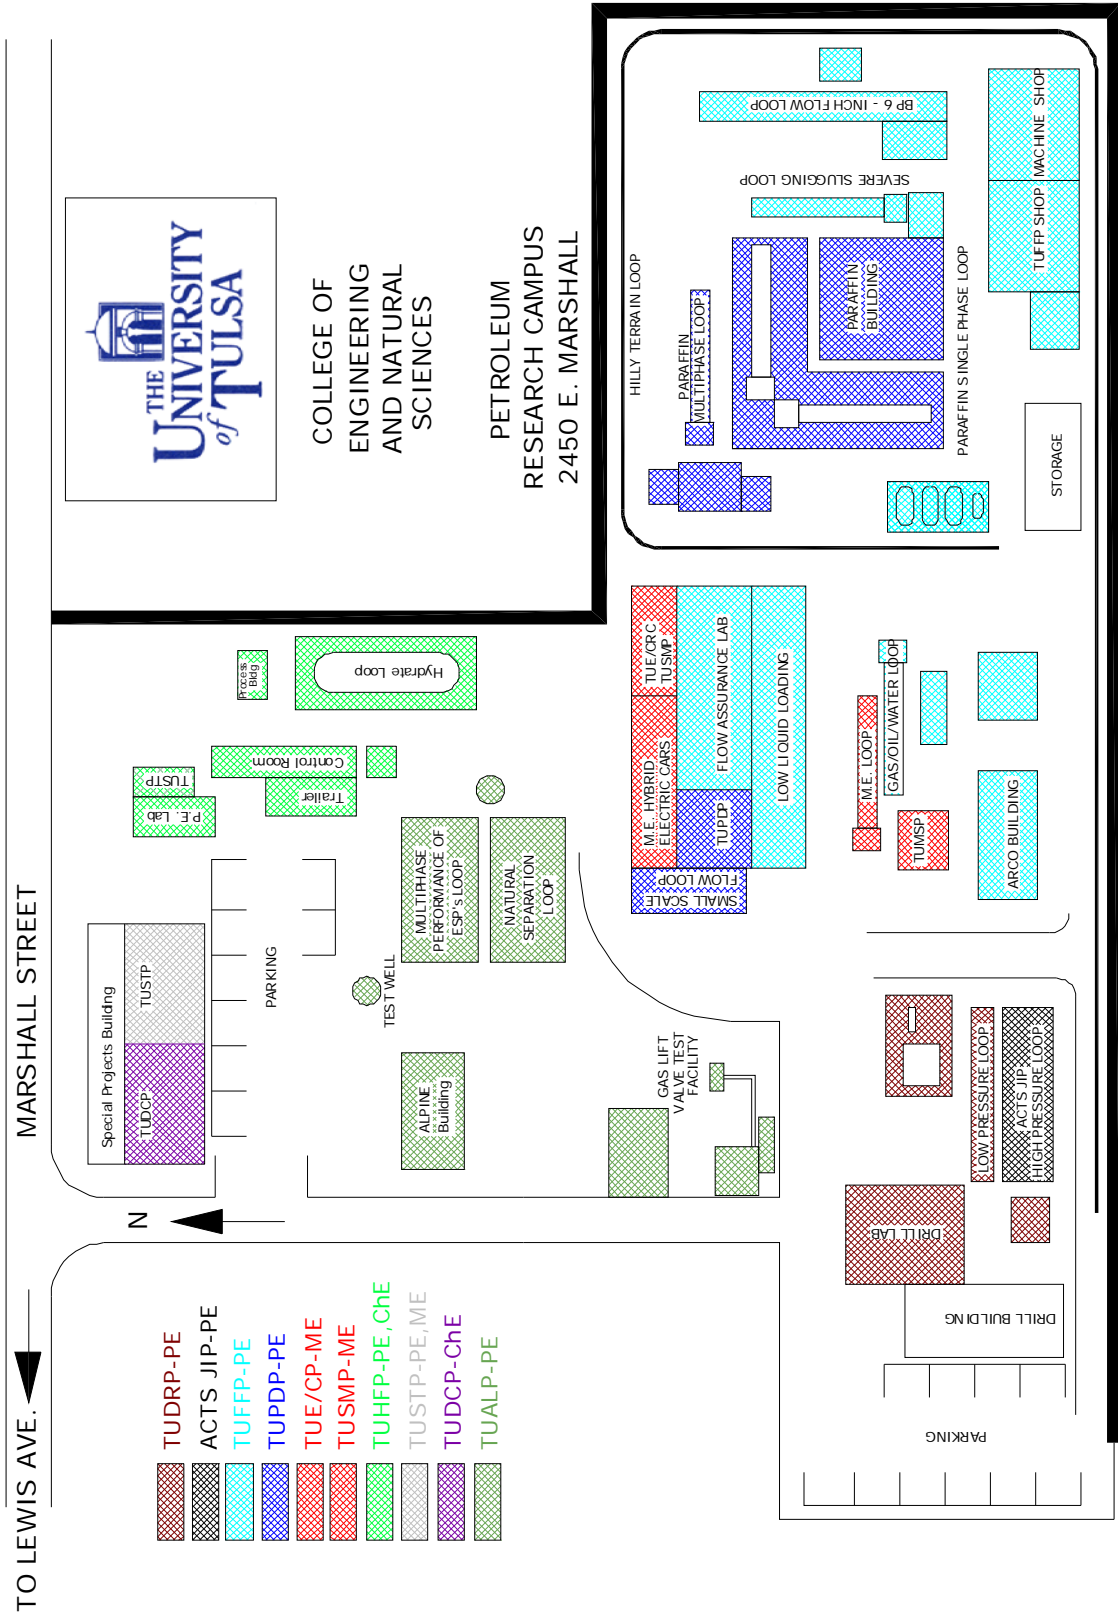 TO LEWIS AVE.
MARSHALL STREET
THE
UNIVERSITY
of TULSA
COLLEGE OF
ENGINEERING
AND NATURAL
SCIENCES
PETROLEUM
RESEARCH CAMPUS
2450 E. MARSHALL
N
TUDRP-PE
ACTS JIP-PE
TUFFP-PE
TUPDP-PE
TUE/CP-ME
TUSMP-ME
TUHFP-PE,ChE
TUSTP-PE,ME
TUDCP-ChE
TUALP-PE
Special Projects Building
TUDCP
TUSTP
PARKING
P.E. Lab
TUSTP
Trailer
Control Room
Process
Bldg
Hydrate Loop
TEST WELL
ALPINE
Building
MULTIPHASE
PERFORMANCE OF
ESP's LOOP
NATURAL
SEPARATION
LOOP
GAS LIFT
VALVE TEST
FACILITY
SMALL SCALE
FLOW LOOP
M.E. HYBRID
ELECTRIC CARS
TUE/CRC
TUSMP
TUPDP
FLOW ASSURANCE LAB
LOW LIQUID LOADING
M.E. LOOP
GAS/OIL/WATER LOOP
TUMSP
ARCO BUILDING
HILLY TERRAIN LOOP
PARAFFIN
MULTIPHASE LOOP
PARAFFIN
BUILDING
PARAFFIN SINGLE PHASE LOOP
SEVERE SLUGGING LOOP
BP 6 - INCH FLOW LOOP
STORAGE
TUFFP SHOP
MACHINE SHOP
LOW PRESSURE LOOP
ACTS JIP
HIGH PRESSURE LOOP
DRILL LAB
DRILL BUILDING
PARKING